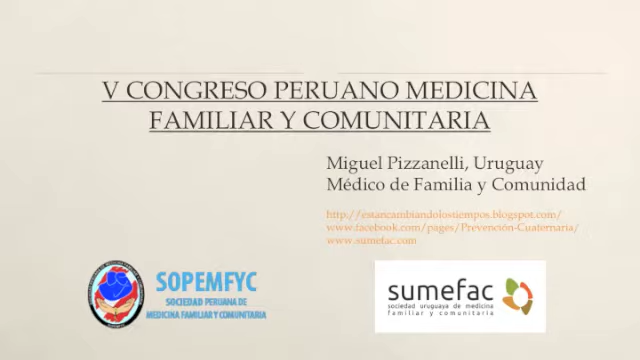 V CONGRESO PERUANO MEDICINA
FAMILIAR Y COMUNITARIA
Miguel Pizzanelli, Uruguay
Médico de Familia y Comunidad
http://estancambiandolostiempos.blogspot.com/
www.facebook.com/pages/Prevención-Cuaternaria/
www.sumefac.com
SOPEMFYC
SOCIEDAD PERUANA DE
MEDICINA FAMILIAR Y COMUNITARIA
sumefac
sociedad uruguaya de medicina
familiar y comunitaria